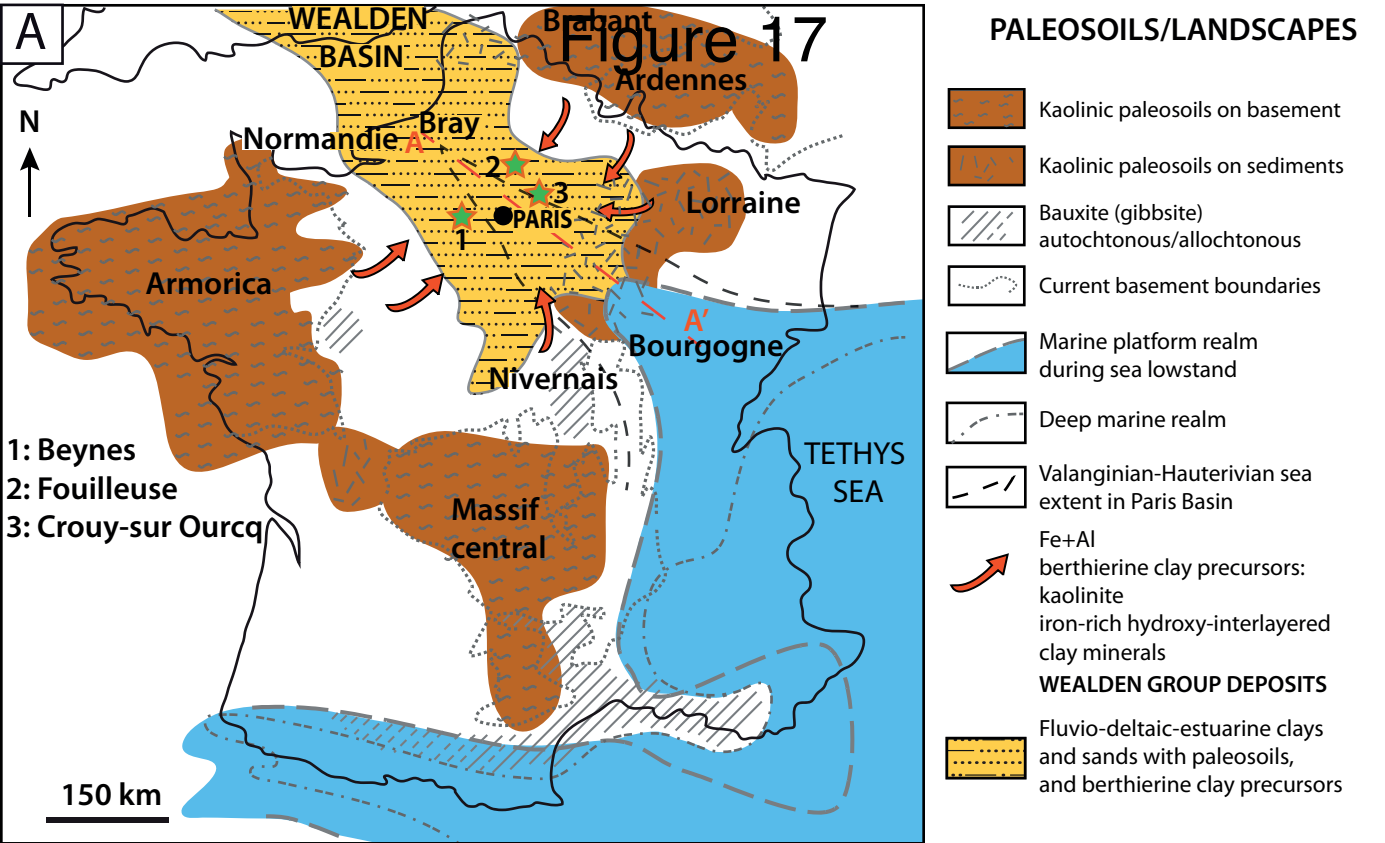 A
WEALDEN
BASIN
Brabant
Figure 17
Ardennes
N
Normandie
A
Bray
2
3
PARIS
1
Lorraine
Armorica
A'
Bourgogne
Nivernais
1: Beynes
2: Fouilleuse
3: Crouy-sur Ourcq
TETHYS
SEA
Massif
central
150 km
PALEOSOILS/LANDSCAPES
Kaolinic paleosoils on basement
Kaolinic paleosoils on sediments
Bauxite (gibbsite)
autochtonous/allochtonous
Current basement boundaries
Marine platform realm
during sea lowstand
Deep marine realm
Valanginian-Hauterivian sea
extent in Paris Basin
Fe+Al
berthierine clay precursors:
kaolinite
iron-rich hydroxy-interlayered
clay minerals
WEALDEN GROUP DEPOSITS
Fluvio-deltaic-estuarine clays
and sands with paleosoils,
and berthierine clay precursors